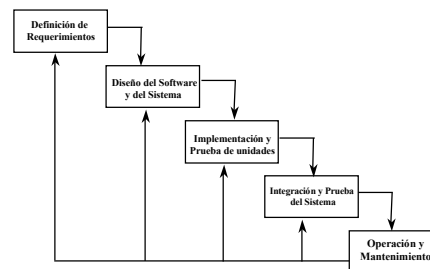 Definición de
Requerimientos
Diseño del Software
y del Sistema
Implementación y
Prueba de unidades
Integración y Prueba
del Sistema
Operación y
Mantenimiento